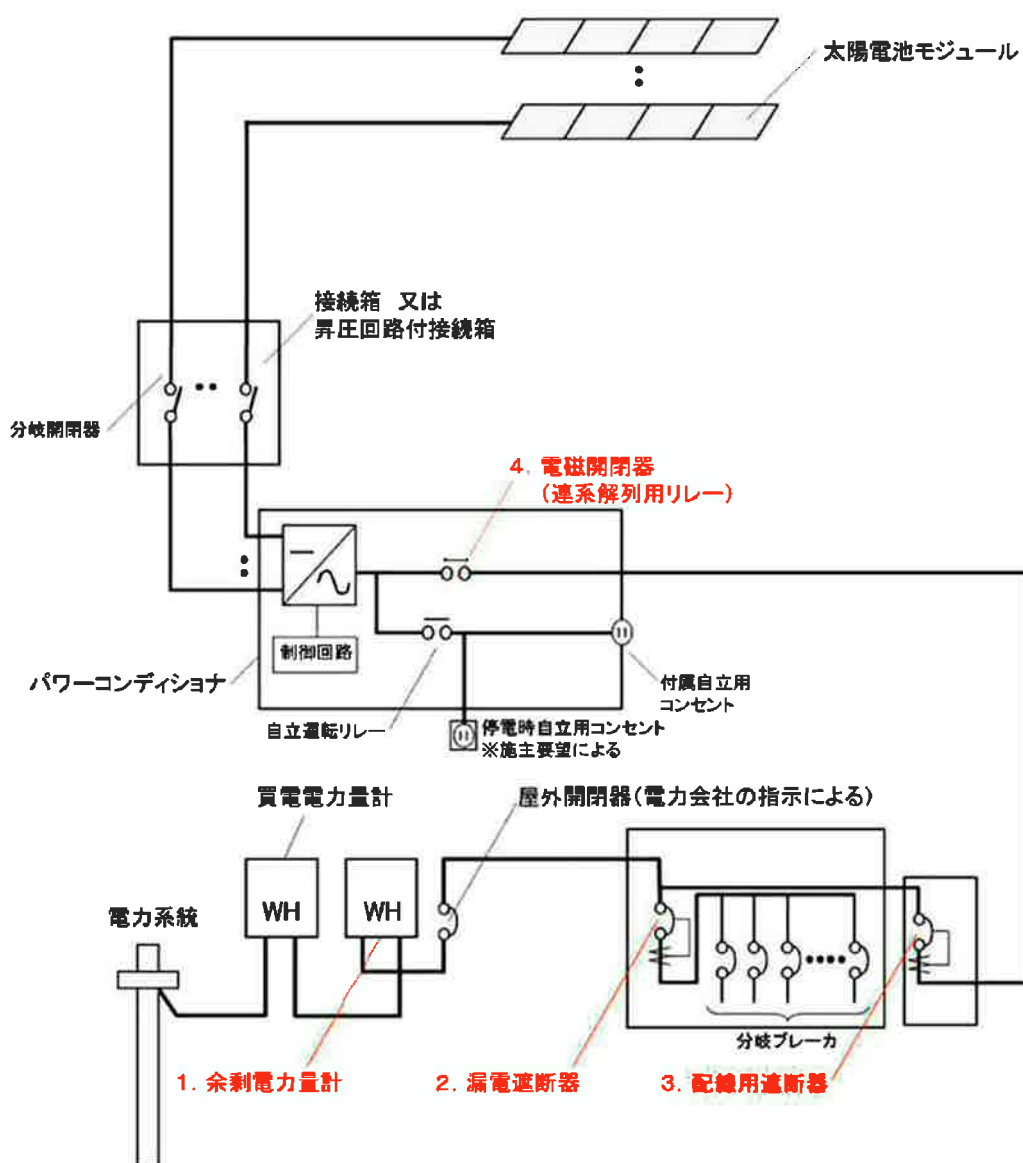 太陽電池モジュール
接続箱 又は
昇圧回路付接続箱
分岐開閉器
4. 電磁開閉器
(連系解列用リレー)
制御回路
パワーコンディショナ
付属自立用
コンセント
自立運転リレー
停電時自立用コンセント
※施主要望による
買電電力量計
屋外開閉器(電力会社の指示による)
WH
WH
電力系統
分岐ブレーカ
1. 余剰電力量計
2. 漏電遮断器
3. 配線用遮断器